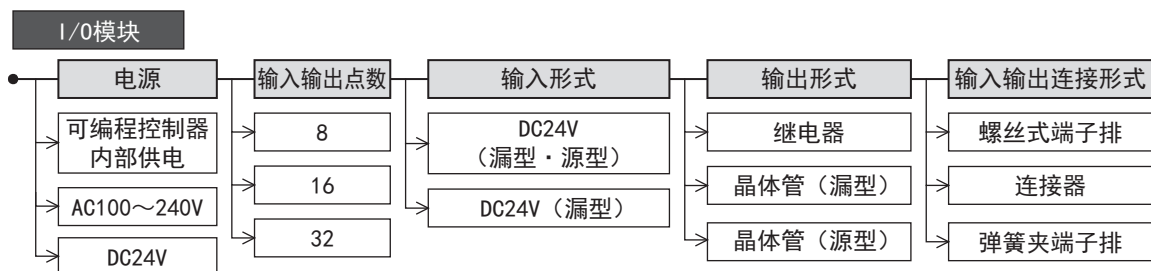 I/O模块
电源
可编程控制器
内部供电
AC100～240V
DC24V
输入输出点数
8
16
32
输入形式
DC24V
（漏型・源型）
DC24V（漏型）
输出形式
继电器
晶体管（漏型）
晶体管（源型）
输入输出连接形式
螺丝式端子排
连接器
弹簧夹端子排